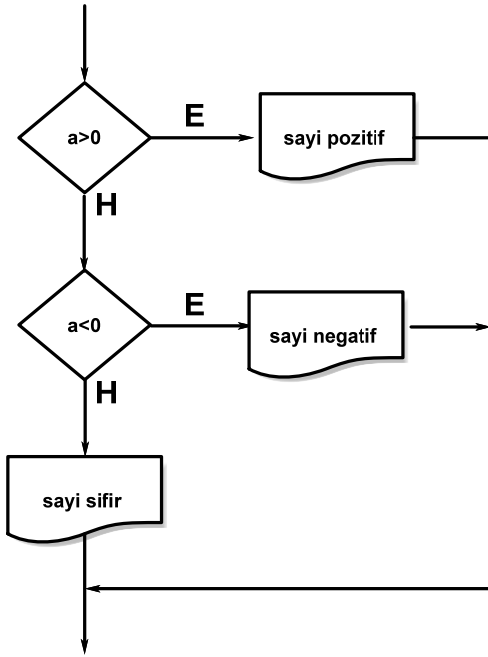 a>0
E
sayi pozitif
H
a<0
E
sayi negatif
H
sayi sifir